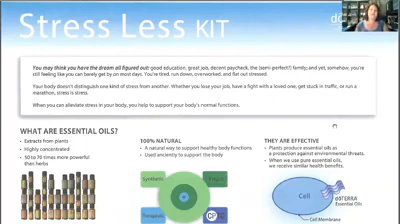 Stress Less KIT
do
You may think you have the dream all figured out: good education, great job, decent paycheck, the (semi-perfect?) family; and yet, somehow, you're
still feeling like you can barely get by on most days. You're tired, run down, overworked, and flat out stressed.
Your body doesn't distinguish one kind of stress from another. Whether you lose your job, have a fight with a loved one, get stuck in traffic, or run
a marathon, stress is stress.
When you can alleviate stress in your body, you help to support your body's normal functions.
WHAT ARE ESSENTIAL OILS?
• Extracts from plants
• Highly concentrated
• 50 to 70 times more powerful
than herbs
100% NATURAL
• A natural way to support healthy body functions
• Used anciently to support the body
Synthetic
Therapeutic
CPTG
THEY ARE EFFECTIVE
• Plants produce essential oils as
a protection against environmental threats.
• When we use pure essential oils,
we receive similar health benefits.
Cell
dōTERRA
Essential Oils
Cell Membrane